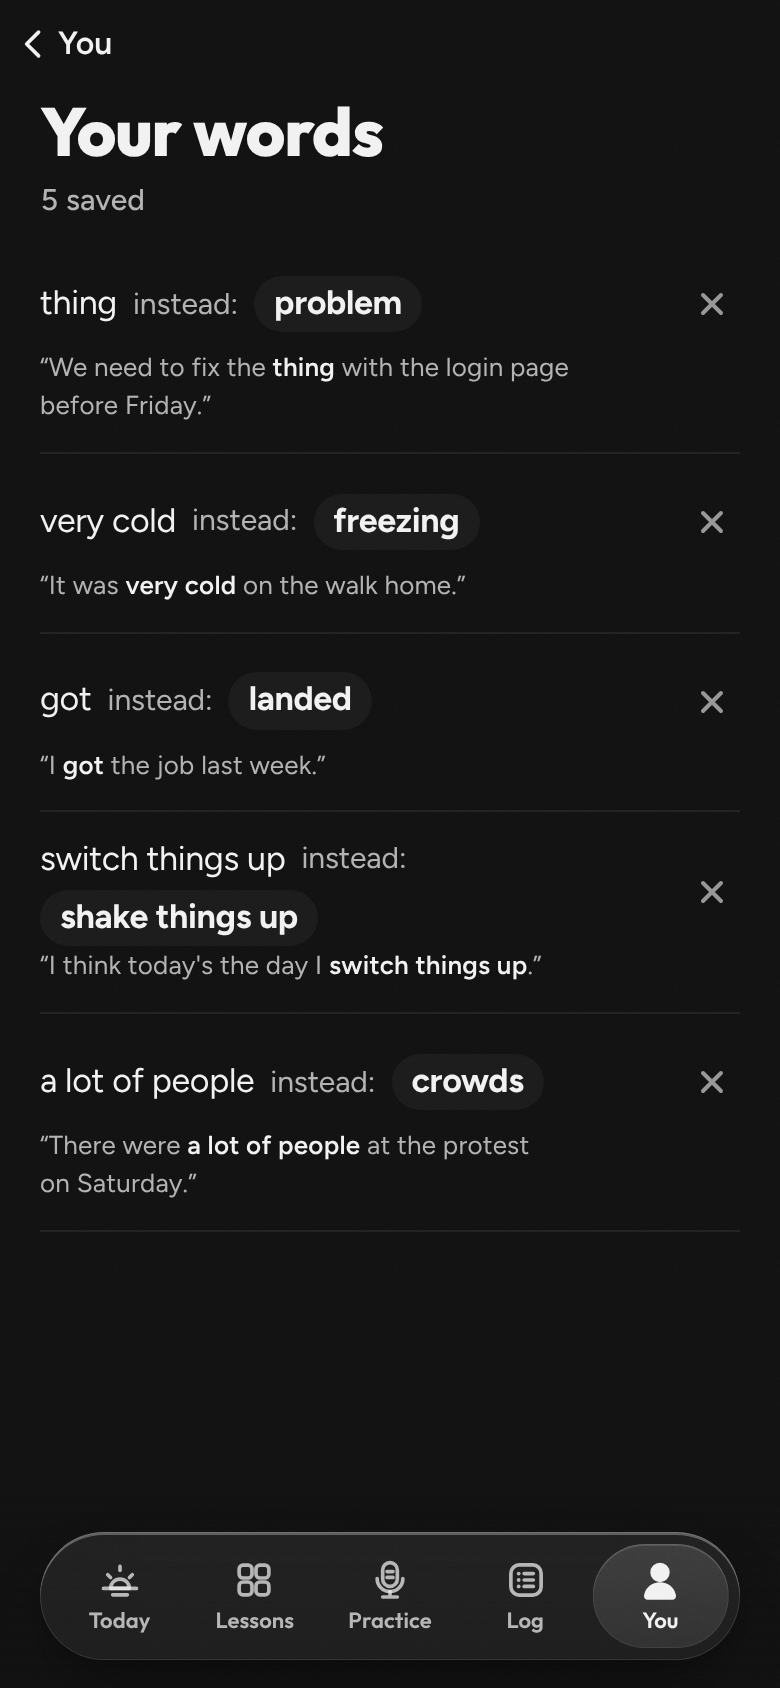 You
Your words
5 saved
thing instead: problem
“We need to fix the thing with the login page
before Friday.”
very cold instead: freezing
“It was very cold on the walk home.”
got instead: landed
“I got the job last week.”
switch things up instead:
shake things up
“I think today's the day I switch things up.”
a lot of people instead: crowds
“There were a lot of people at the protest
on Saturday.”
Today Lessons Practice Log You